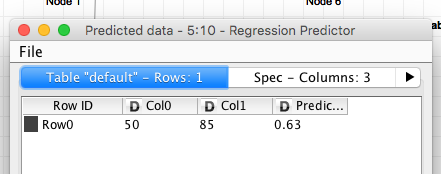 Node 1 Node 6
Predicted data - 5:10 - Regression Predictor
File
Table "default" - Rows: 1 Spec - Columns: 3
Row ID D Col0 D Col1 D Predic...
Row0 50 85 0.63